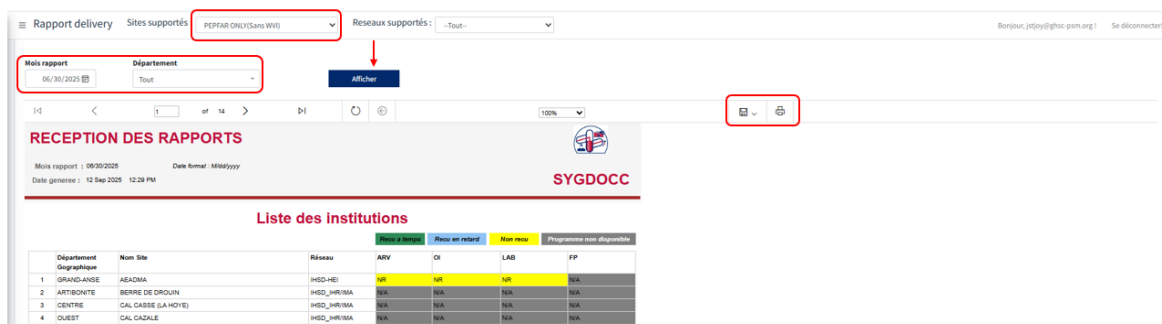 Rapport delivery Sites supportés PEPFAR ONLY(Sans WVI) Reseaux supportés : --Tout-- Bonjour, jstjoy@ghsc-psm.org ! Se déconnecter!
Mois rapport Département
06/30/2025 Tout Afficher
1 of 14 100%
RECEPTION DES RAPPORTS
Mois rapport : 06/30/2025 Date format : M/dd/yyyy
Date generee : 12 Sep 2025 12:29 PM SYGDOCC
Liste des institutions
Recu a temps Recu en retard Non recu Programme non disponible
Département Gographique Nom Site Réseau ARV OI LAB FP
1 GRAND-ANSE AEADMA IHSD-HEI NR NR NR N/A
2 ARTIBONITE BERRE DE DROUIN IHSD_IHR/IMA N/A N/A N/A N/A
3 CENTRE CAL CASSE (LA HOYE) IHSD_IHR/IMA N/A N/A N/A N/A
4 OUEST CAL CAZALE IHSD_IHR/IMA N/A N/A N/A N/A